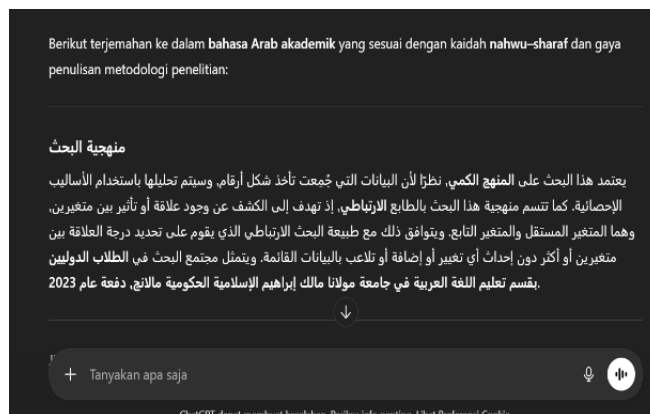 Berikut terjemahan ke dalam bahasa Arab akademik yang sesuai dengan kaidah nahwu–sharaf dan gaya
penulisan metodologi penelitian:
منهجية البحث
يعتمد هذا البحث على المنهج الكمي, نظرًا لأن البيانات التي جُمعت تأخذ شكل أرقام, وسيتم تحليلها باستخدام الأساليب
الإحصائية. كما تتسم منهجية هذا البحث بالطابع الارتباطي, إذ تهدف إلى الكشف عن وجود علاقة أو تأثير بين متغيرين,
وهما المتغير المستقل والمتغير التابع. ويتوافق ذلك مع طبيعة البحث الارتباطي الذي يقوم على تحديد درجة العلاقة بين
متغيرين أو أكثر دون إحداث أي تغيير أو إضافة أو تلاعب بالبيانات القائمة. ويتمثل مجتمع البحث في الطلاب الدوليين
بقسم تعليم اللغة العربية في جامعة مولانا مالك إبراهيم الإسلامية الحكومية مالانج, دفعة عام 2023.
Tanyakan apa saja